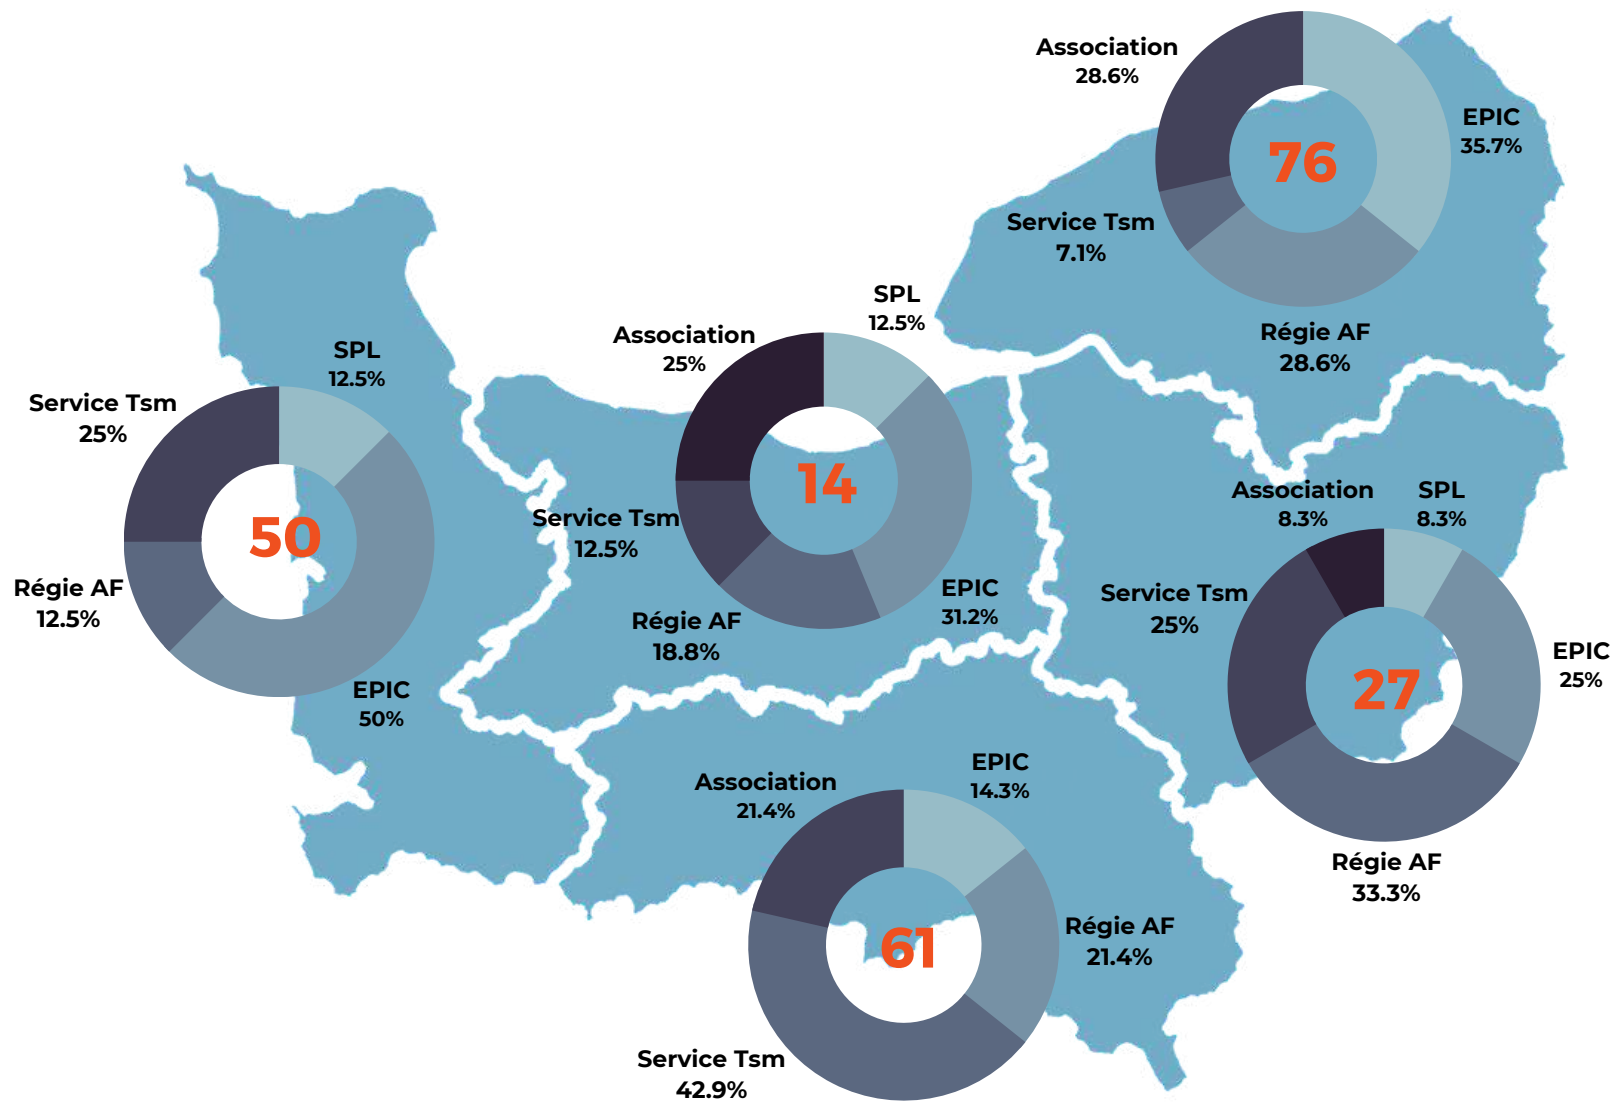 Association
28.6%
EPIC
35.7%
76
Service Tsm
7.1%
Régie AF
28.6%
SPL
12.5%
Service Tsm
25%
50
Régie AF
12.5%
EPIC
50%
SPL
12.5%
Association
25%
14
Service Tsm
12.5%
EPIC
31.2%
Régie AF
18.8%
Association
8.3%
SPL
8.3%
Service Tsm
25%
EPIC
25%
27
Régie AF
33.3%
EPIC
14.3%
Association
21.4%
Régie AF
21.4%
61
Service Tsm
42.9%